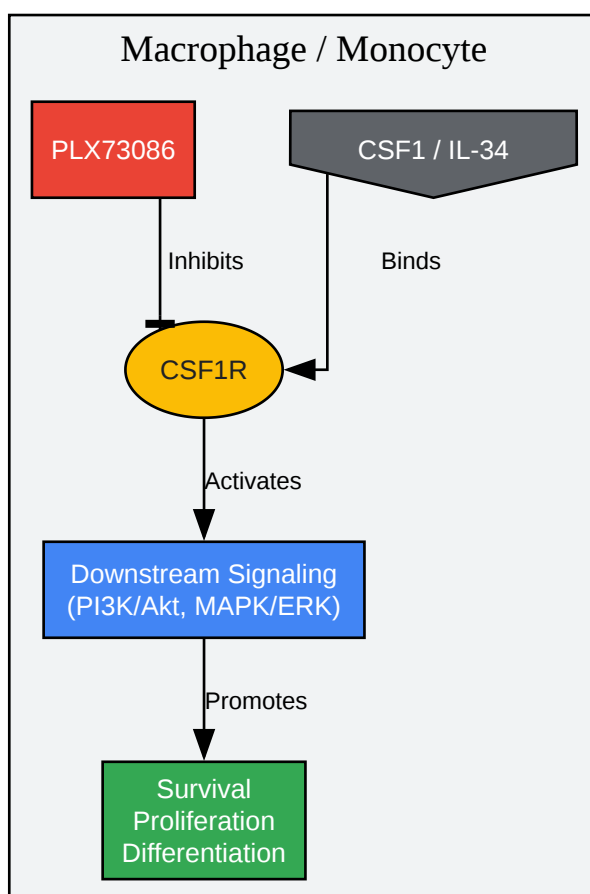 Macrophage / Monocyte
PLX73086
CSF1 / IL-34
Inhibits
Binds
CSF1R
Activates
Downstream Signaling
(PI3K/Akt, MAPK/ERK)
Promotes
Survival
Proliferation
Differentiation